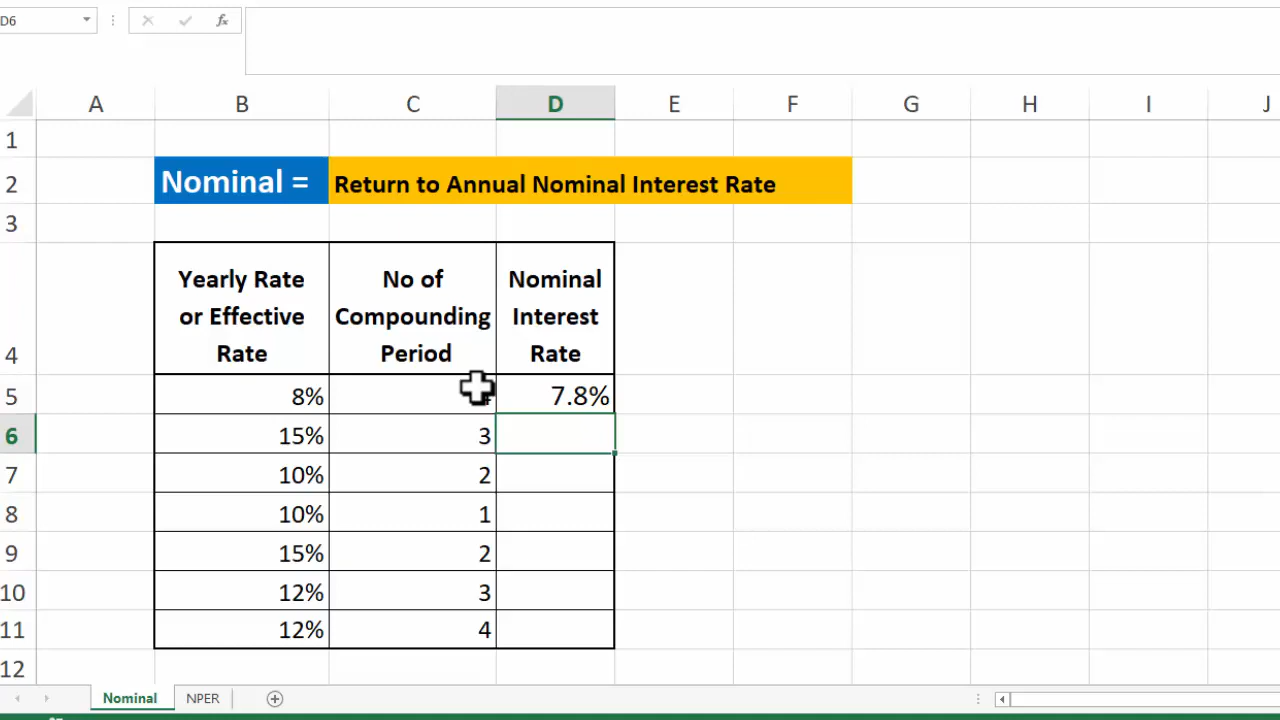 D6
fx
A B C D E F G H I J
1
2 Nominal = Return to Annual Nominal Interest Rate
3
4 Yearly Rate or Effective Rate No of Compounding Period Nominal Interest Rate
5 8% 7.8%
6 15% 3
7 10% 2
8 10% 1
9 15% 2
10 12% 3
11 12% 4
12
Nominal NPER